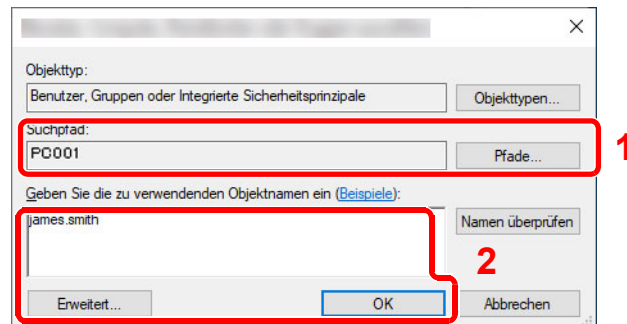 Objekttyp:
Benutzer, Gruppen oder Integrierte Sicherheitsprinzipale
Objekttypen...
Suchpfad:
PC001
Pfade...
1
Geben Sie die zu verwendenden Objektnamen ein (Beispiele):
james.smith
Namen überprüfen
2
Erweitert...
OK
Abbrechen